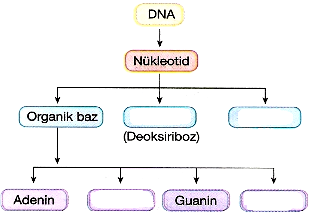 DNA
Nükleotid
Organik baz
(Deoksiriboz)
Adenin
Guanin